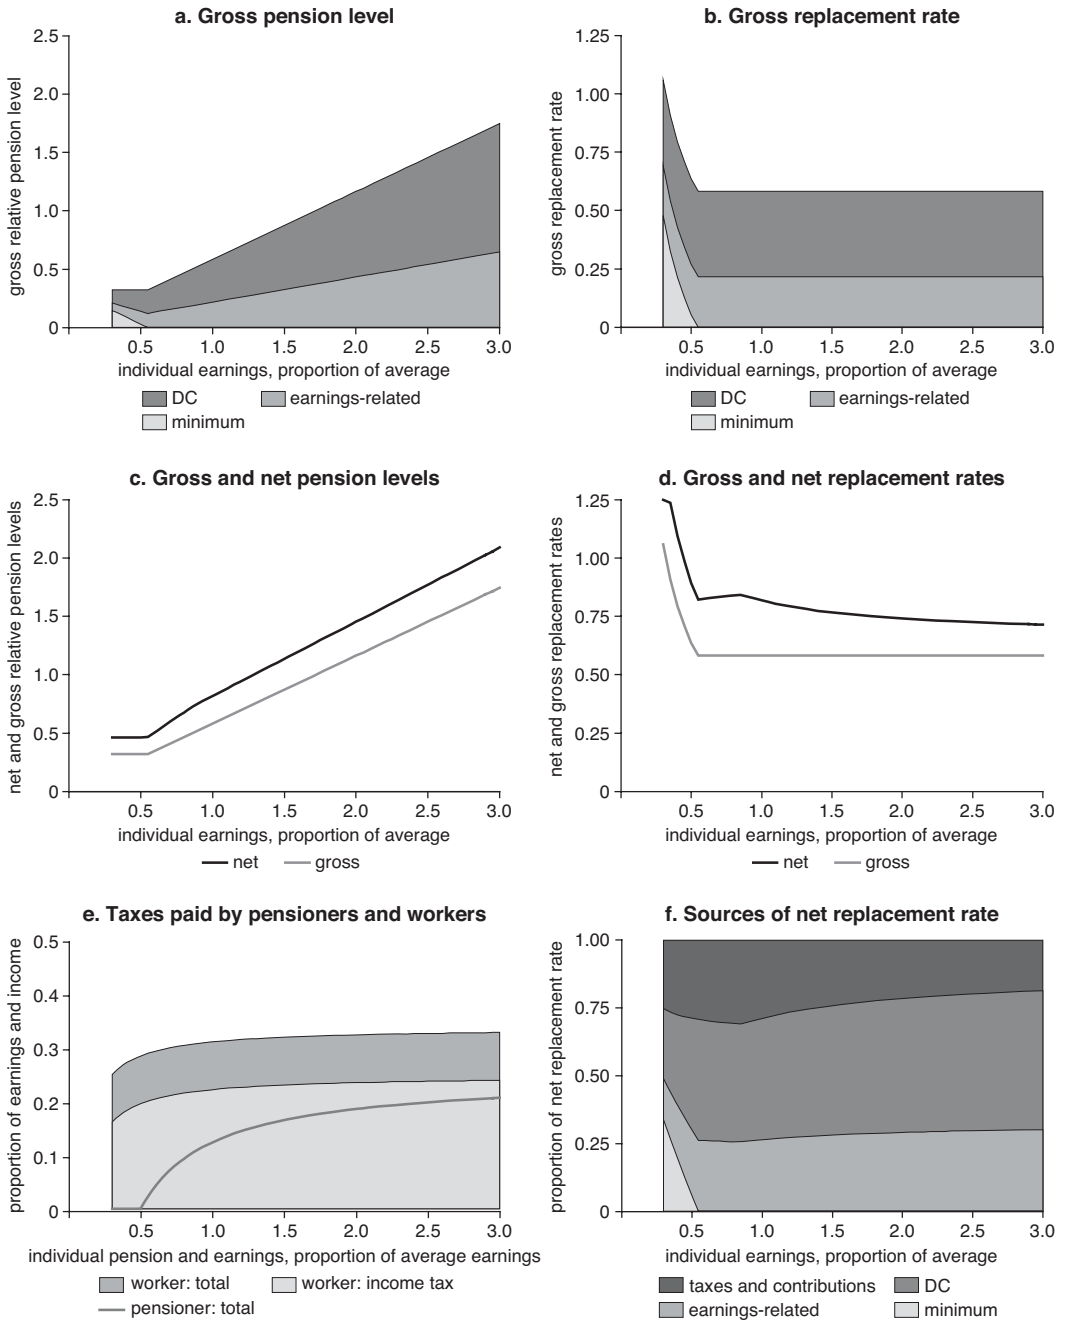 a. Gross pension level
gross relative pension level
2.5
2.0
1.5
1.0
0.5
0
0.5 1.0 1.5 2.0 2.5 3.0
individual earnings, proportion of average
DC earnings-related
minimum
b. Gross replacement rate
gross replacement rate
1.25
1.00
0.75
0.50
0.25
0
0.5 1.0 1.5 2.0 2.5 3.0
individual earnings, proportion of average
DC earnings-related
minimum
c. Gross and net pension levels
net and gross relative pension levels
2.5
2.0
1.5
1.0
0.5
0
0.5 1.0 1.5 2.0 2.5 3.0
individual earnings, proportion of average
net gross
d. Gross and net replacement rates
net and gross replacement rates
1.25
1.00
0.75
0.50
0.25
0
0.5 1.0 1.5 2.0 2.5 3.0
individual earnings, proportion of average
net gross
e. Taxes paid by pensioners and workers
proportion of earnings and income
0.5
0.4
0.3
0.2
0.1
0
0.5 1.0 1.5 2.0 2.5 3.0
individual pension and earnings, proportion of average earnings
worker: total worker: income tax
pensioner: total
f. Sources of net replacement rate
proportion of net replacement rate
1.00
0.75
0.50
0.25
0
0.5 1.0 1.5 2.0 2.5 3.0
individual earnings, proportion of average
taxes and contributions DC
earnings-related minimum